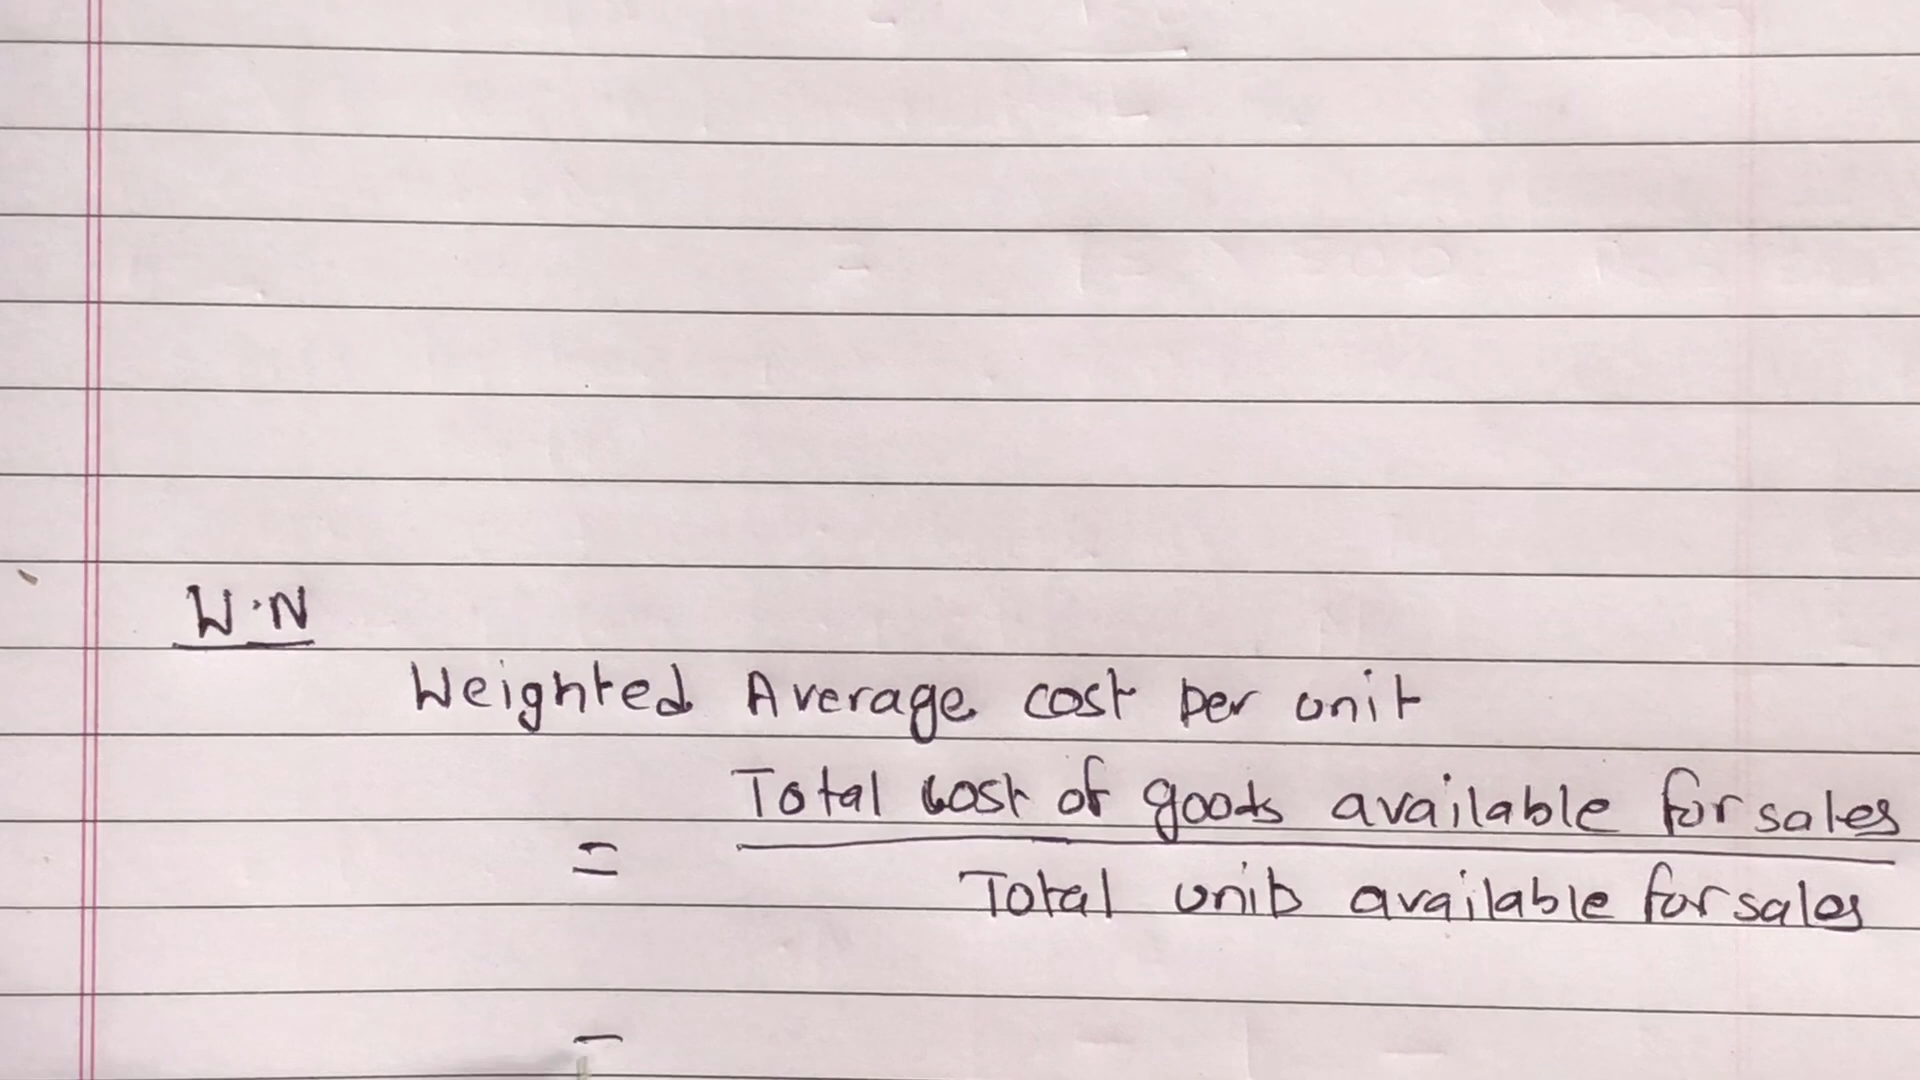 W.N
Weighted Average cost per unit
Total cost of goods available for sales
=
Total units available for sales